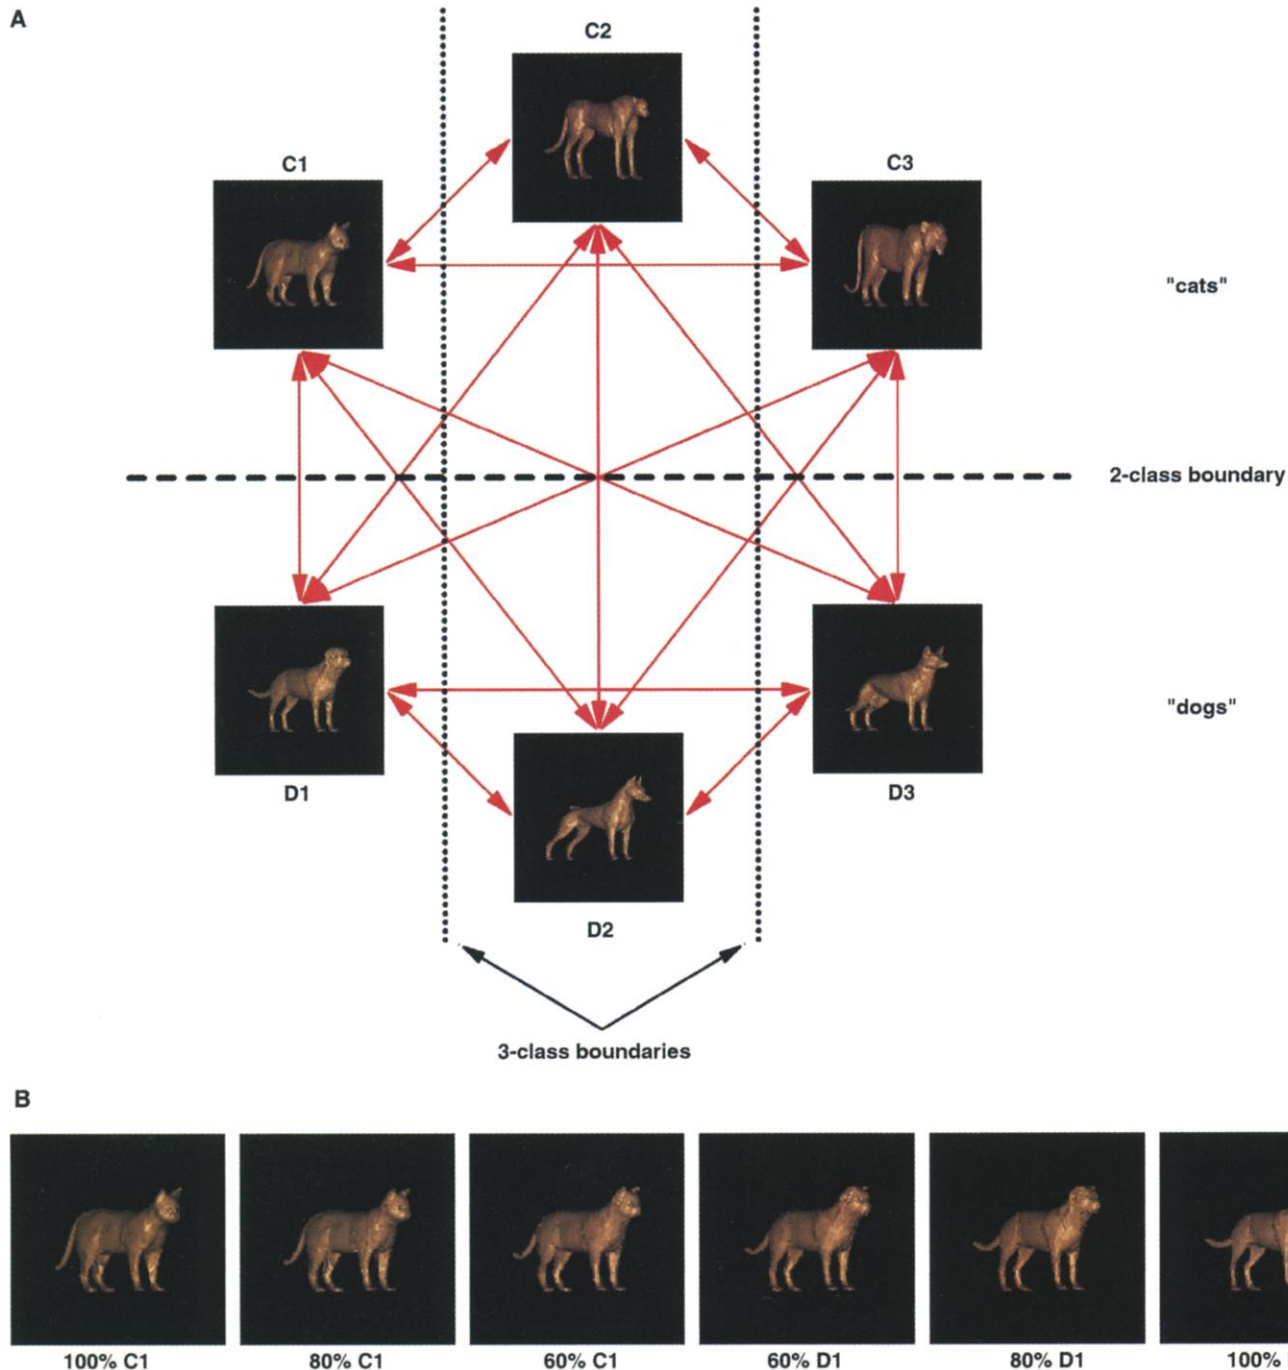 A
C2
C1
C3
"cats"
2-class boundary
D1
D3
"dogs"
D2
3-class boundaries
B
100% C1
80% C1
60% C1
60% D1
80% D1
100%